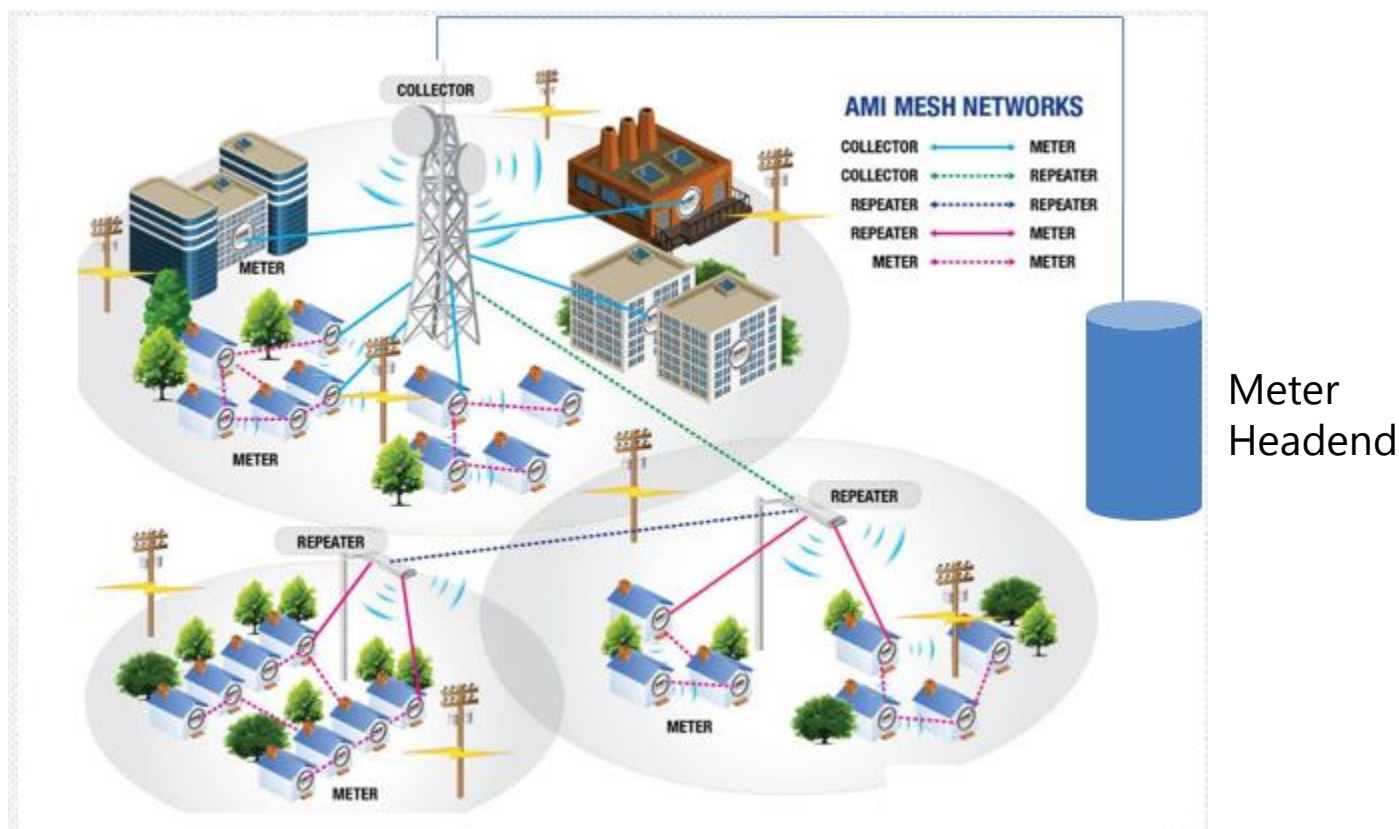 COLLECTOR
AMI MESH NETWORKS
COLLECTOR METER
COLLECTOR REPEATER
REPEATER REPEATER
REPEATER METER
METER METER
METER
METER
Meter
Headend
REPEATER
REPEATER
METER
METER